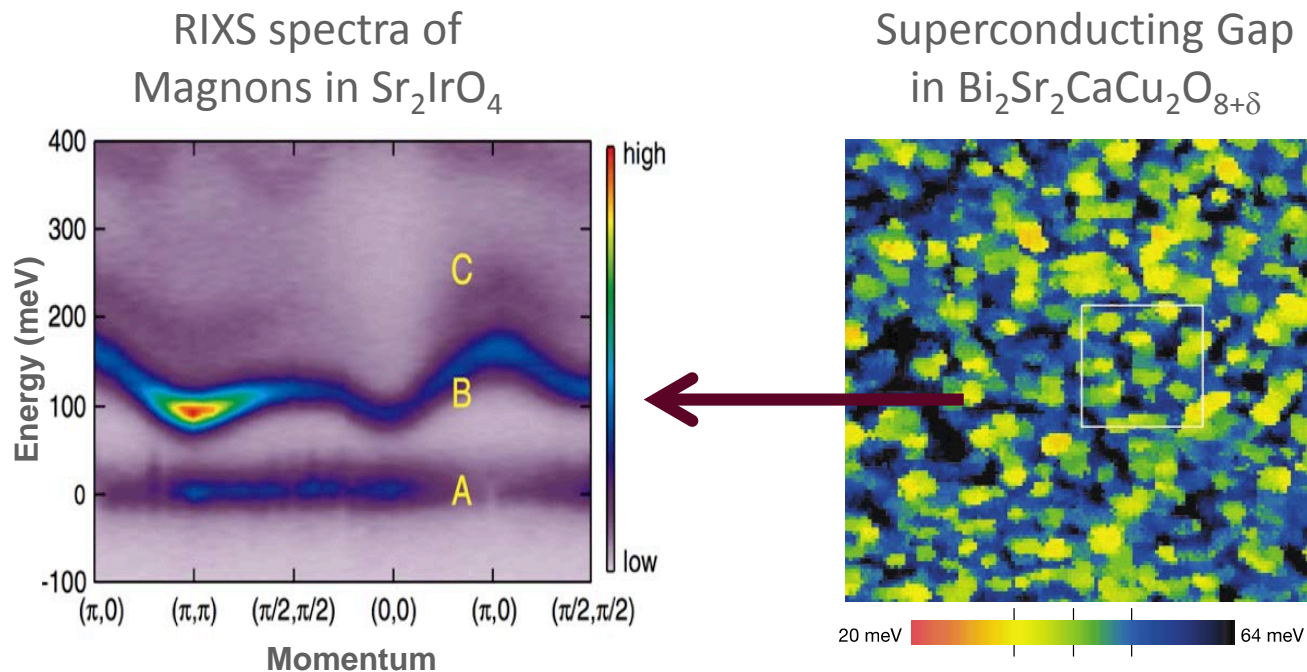 RIXS spectra of
Magnons in Sr₂IrO₄
400
300
200
100
0
-100
Energy (meV)
C
B
A
(π,0)
(π,π)
(π/2,π/2)
(0,0)
(π,0)
(π/2,π/2)
Momentum
high
low
Superconducting Gap
in Bi₂Sr₂CaCu₂O₈₊δ
20 meV
64 meV